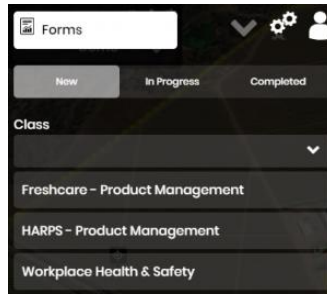 Forms
New In Progress Completed
Class
Freshcare - Product Management
HARPS - Product Management
Workplace Health & Safety